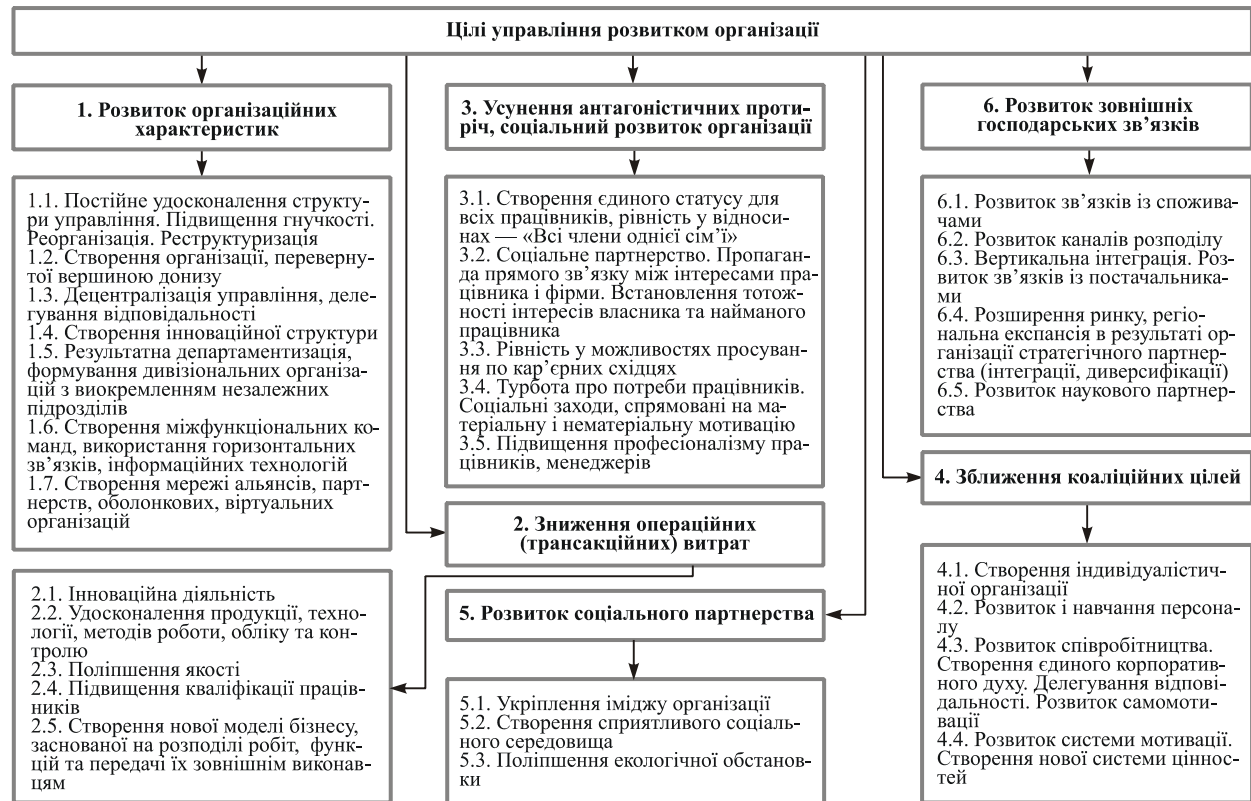 Цілі управління розвитком організації
1. Розвиток організаційних
характеристик
1.1. Постійне удосконалення структу-
ри управління. Підвищення гнучкості.
Реорганізація. Реструктуризація
1.2. Створення організації, переверну-
тої вершиною донизу
1.3. Децентралізація управління, деле-
гування відповідальності
1.4. Створення інноваційної структури
1.5. Результатна департаментизація,
формування дивізіональних організа-
цій з виокремленням незалежних
підрозділів
1.6. Створення міжфункціональних ко-
манд, використання горизонтальних
зв’язків, інформаційних технологій
1.7. Створення мережі альянсів, парт-
нерств, оболонкових, віртуальних
організацій
3. Усунення антагоністичних проти-
річ, соціальний розвиток організації
3.1. Створення єдиного статусу для
всіх працівників, рівність у відноси-
нах — «Всі члени однієї сім’ї»
3.2. Соціальне партнерство. Пропаган-
да прямого зв’язку між інтересами пра-
цівника і фірми. Встановлення тотож-
ності інтересів власника та найманого
працівника
3.3. Рівність у можливостях просуван-
ня по кар’єрних східцях
3.4. Турбота про потреби працівників.
Соціальні заходи, спрямовані на ма-
теріальну і нематеріальну мотивацію
3.5. Підвищення професіоналізму пра-
цівників, менеджерів
6. Розвиток зовнішніх
господарських зв’язків
6.1. Розвиток зв’язків із спожива-
чами
6.2. Розвиток каналів розподілу
6.3. Вертикальна інтеграція. Роз-
виток зв’язків із постачальника-
ми
6.4. Розширення ринку, регіо-
нальна експансія в результаті ор-
ганізації стратегічного партнер-
ства (інтеграції, диверсифікації)
6.5. Розвиток наукового партнер-
ства
2. Зниження операційних
(трансакційних) витрат
2.1. Інноваційна діяльність
2.2. Удосконалення продукції, техно-
логії, методів роботи, обліку та кон-
тролю
2.3. Поліпшення якості
2.4. Підвищення кваліфікації праців-
ників
2.5. Створення нової моделі бізнесу,
заснованої на розподілі робіт, функ-
цій та передачі їх зовнішнім виконав-
цям
5. Розвиток соціального партнерства
5.1. Укріплення іміджу організації
5.2. Створення сприятливого соціаль-
ного середовища
5.3. Поліпшення екологічної обстанов-
ки
4. Зближення коаліційних цілей
4.1. Створення індивідуалістич-
ної організації
4.2. Розвиток і навчання персона-
лу
4.3. Розвиток співробітництва.
Створення єдиного корпоратив-
ного духу. Делегування відпові-
дальності. Розвиток самомоти-
вації
4.4. Розвиток системи мотивації.
Створення нової системи цінно-
стей